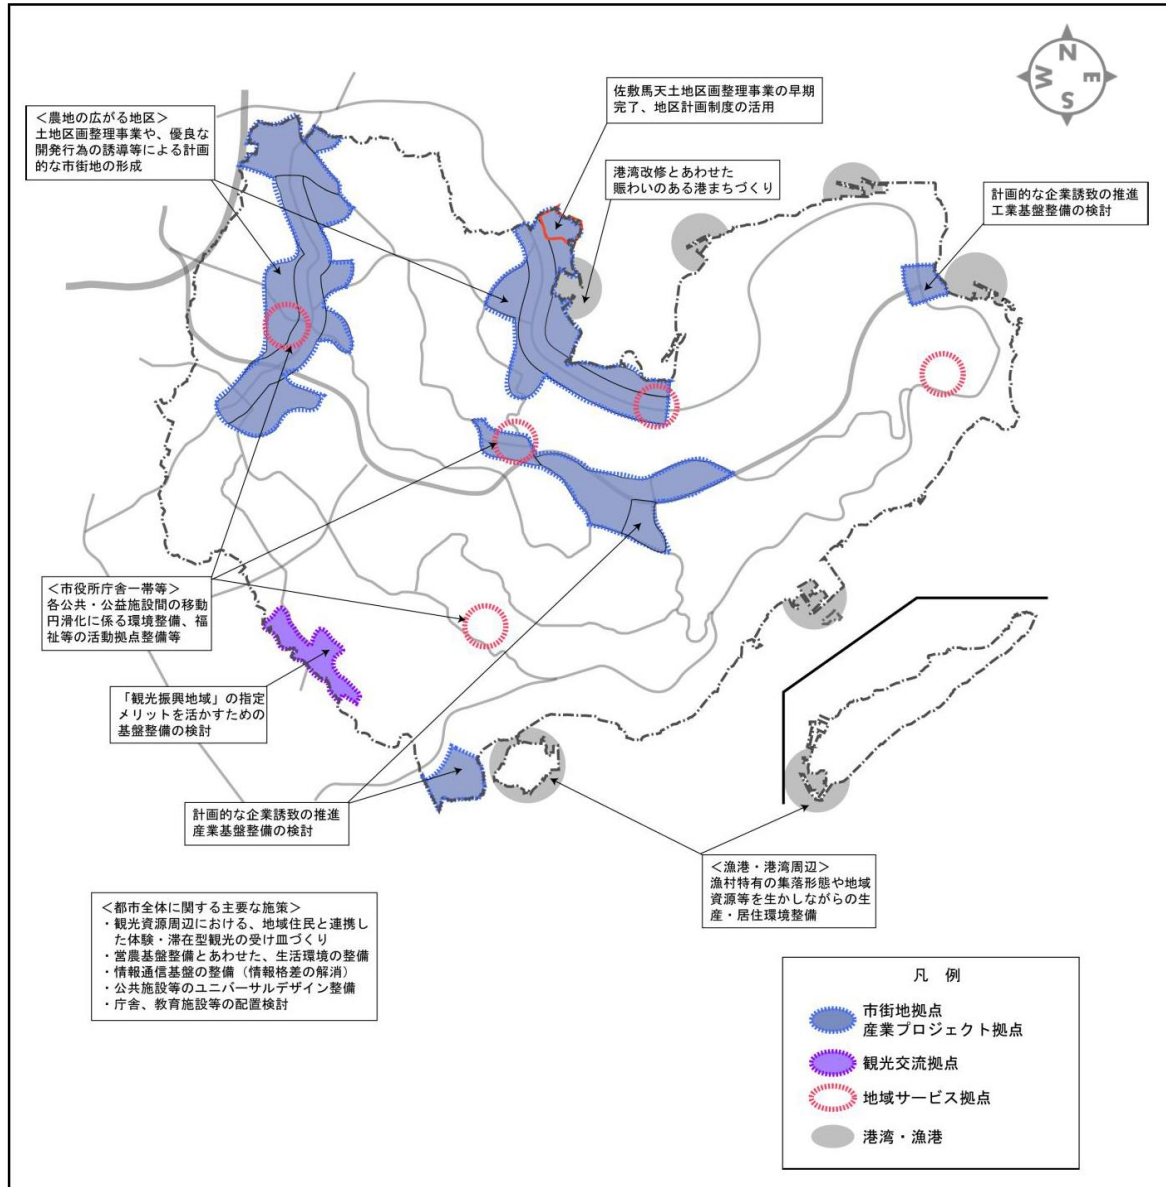 N
E
S
W
佐敷馬天土地区画整理事業の早期
完了、地区計画制度の活用
＜農地の広がる地区＞
土地区画整理事業や、優良な
開発行為の誘導等による計画
的な市街地の形成
港湾改修とあわせた
賑わいのある港まちづくり
計画的な企業誘致の推進
工業基盤整備の検討
＜市役所庁舎一帯等＞
各公共・公益施設間の移動
円滑化に係る環境整備、福
祉等の活動拠点整備等
「観光振興地域」の指定
メリットを活かすための
基盤整備の検討
計画的な企業誘致の推進
産業基盤整備の検討
＜漁港・港湾周辺＞
漁村特有の集落形態や地域
資源等を生かしながらの生
産・居住環境整備
＜都市全体に関する主要な施策＞
・観光資源周辺における、地域住民と連携し
た体験・滞在型観光の受け皿づくり
・営農基盤整備とあわせた、生活環境の整備
・情報通信基盤の整備（情報格差の解消）
・公共施設等のユニバーサルデザイン整備
・庁舎、教育施設等の配置検討
凡 例
市街地拠点
産業プロジェクト拠点
観光交流拠点
地域サービス拠点
港湾・漁港